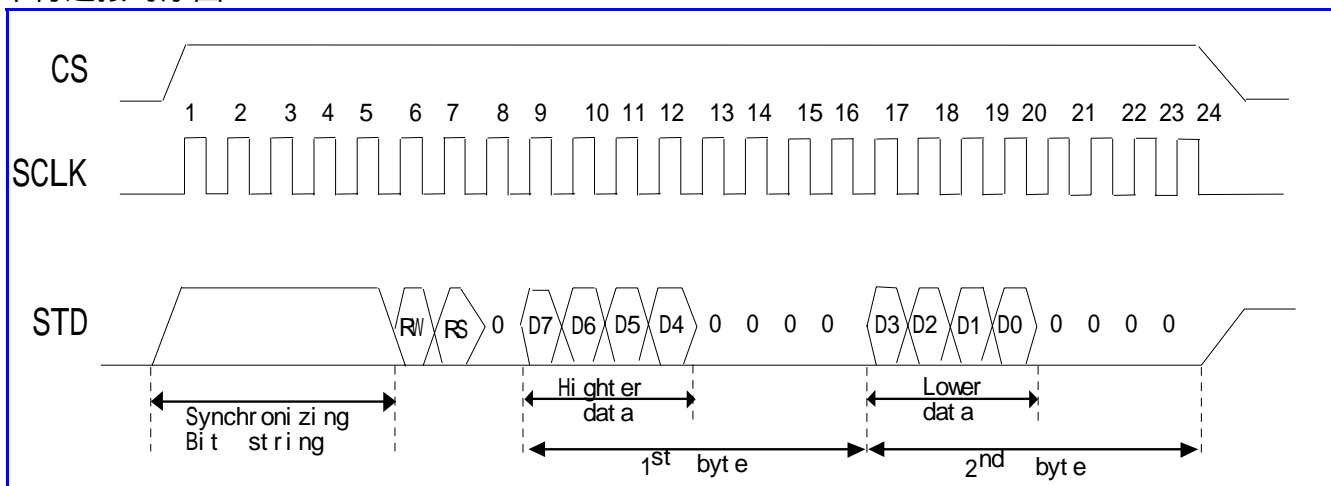 CS
1 2 3 4 5 6 7 8 9 10 11 12 13 14 15 16 17 18 19 20 21 22 23 24
SCLK
STD
RW RS 0 D7 D6 D5 D4 0 0 0 0 D3 D2 D1 D0 0 0 0 0
Synchronizing
Bit string
Highter
data
Lower
data
1st byte
2nd byte